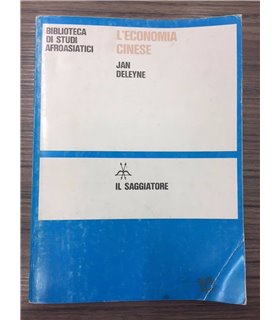 BIBLIOTECA
DI STUDI
AFROASIATICI
L'ECONOMIA
CINESE
JAN
DELEYNE
IL SAGGIATORE